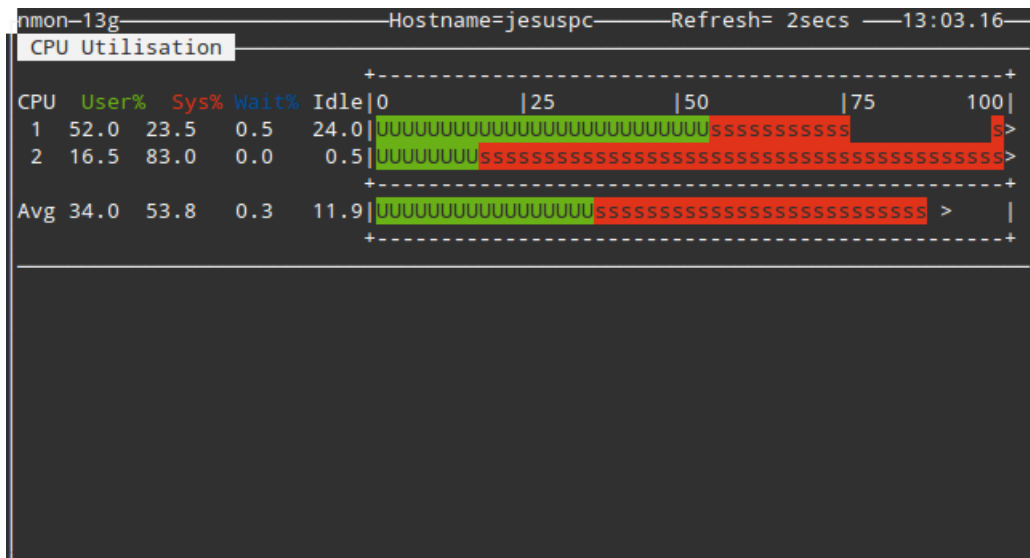 nmon─13g─────────────────────Hostname=jesuspc──────Refresh= 2secs ───13:03.16─
CPU Utilisation
+-------------------------------------------------+
CPU  User%  Sys% Wait% Idle|0          |25         |50          |75       100|
1  52.0  23.5   0.5   24.0|UUUUUUUUUUUUUUUUUUUUUUUUUUsssssssssss           s>
2  16.5  83.0   0.0    0.5|UUUUUUUUsssssssssssssssssssssssssssssssssssssssss>
+-------------------------------------------------+
Avg 34.0  53.8   0.3   11.9|UUUUUUUUUUUUUUUUUssssssssssssssssssssssssss >    |
+-------------------------------------------------+